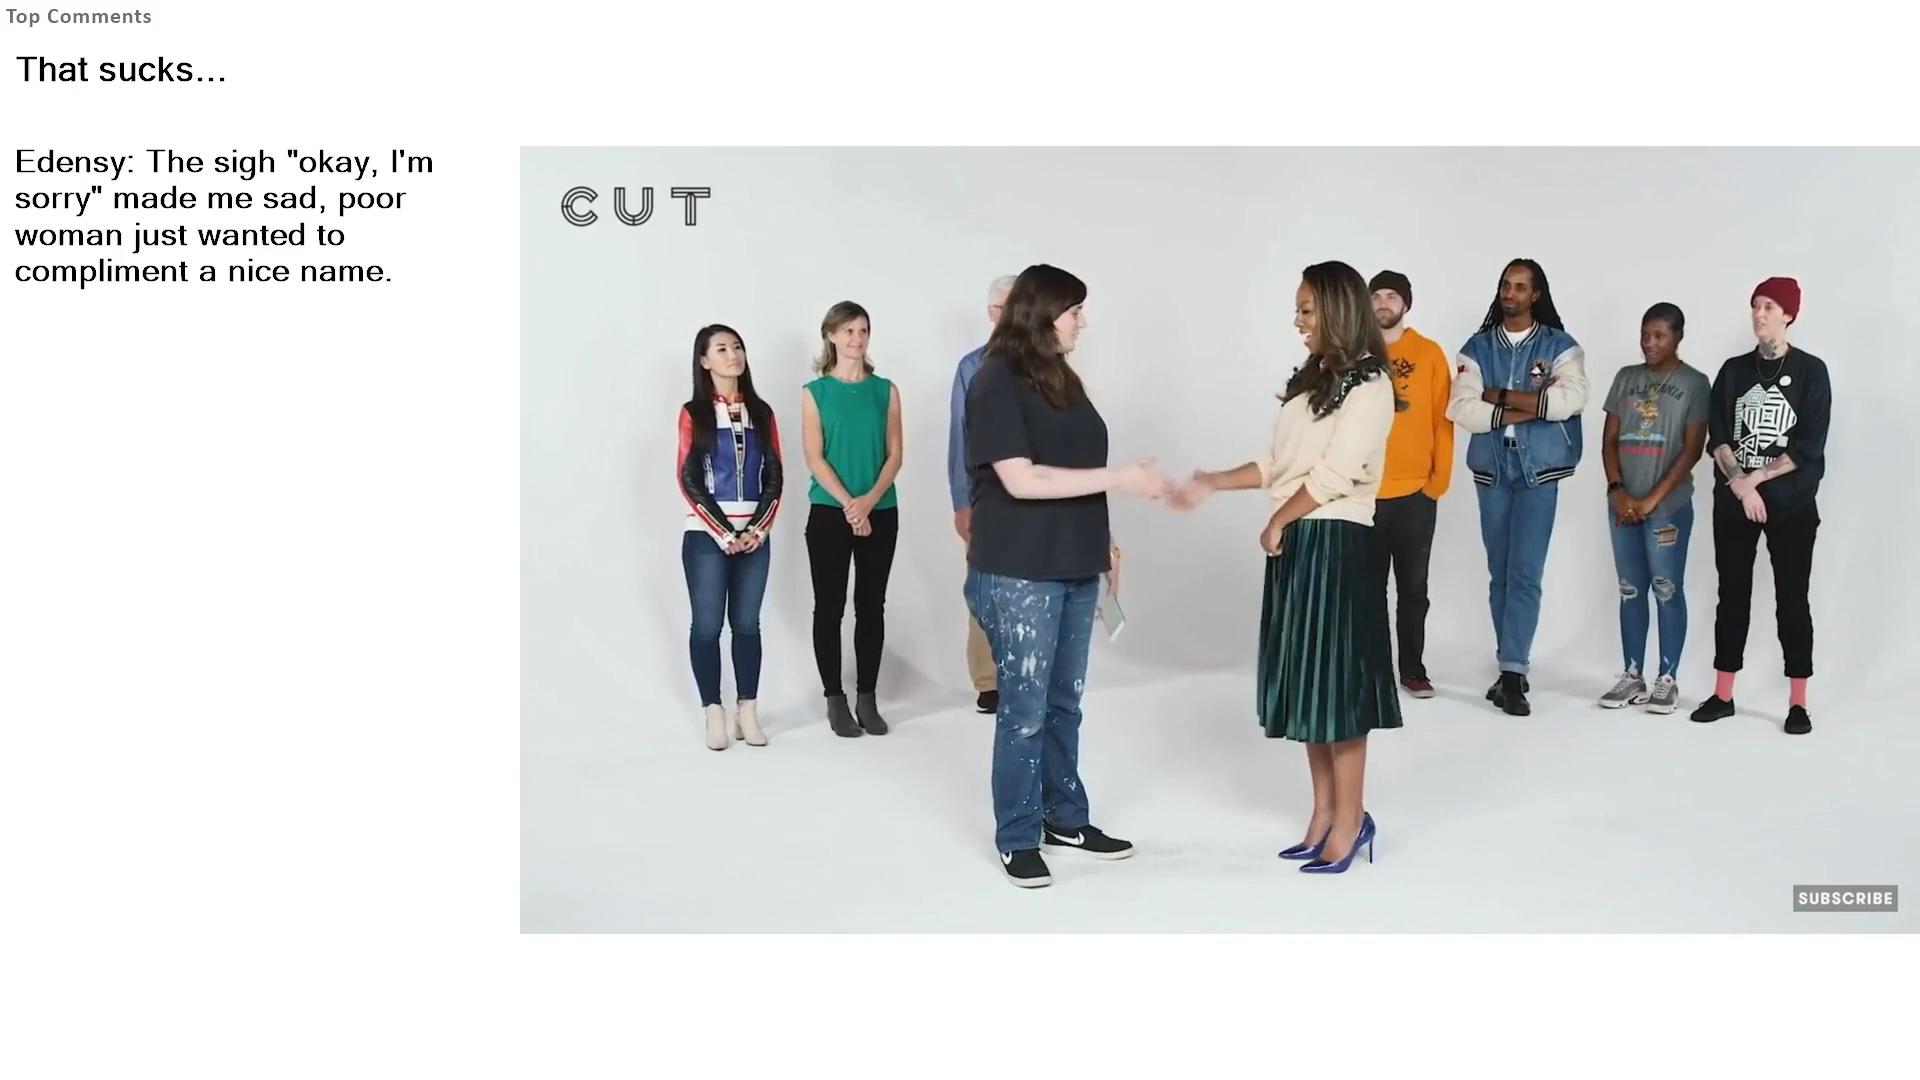 Top Comments
That sucks...
Edensy: The sigh "okay, I'm
sorry" made me sad, poor
woman just wanted to
compliment a nice name.
CUT
SUBSCRIBE